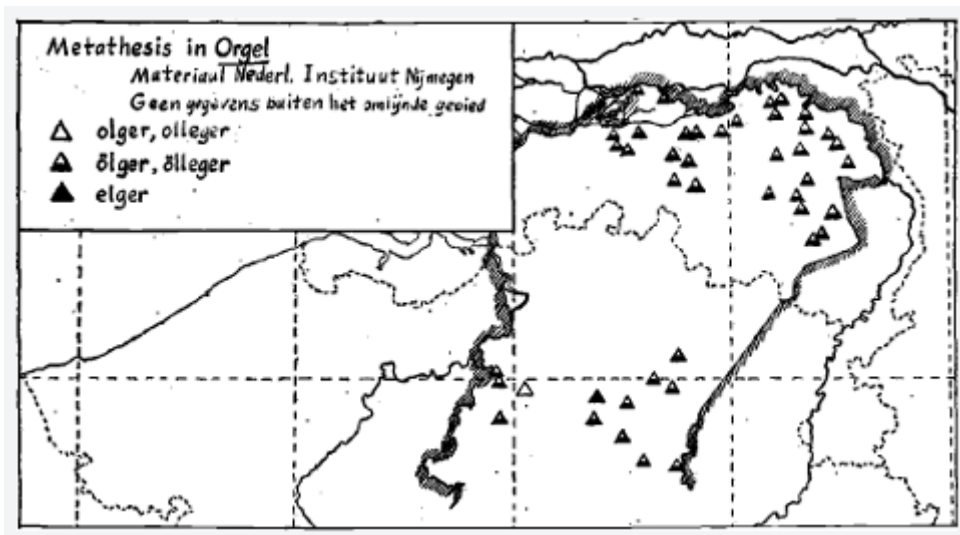 Metathesis in Orgel
Materiaal Nederl. Instituut Nijmegen
Geen gegevens buiten het omlijnde gebied
olger, olleger
ölger, ölleger
elger